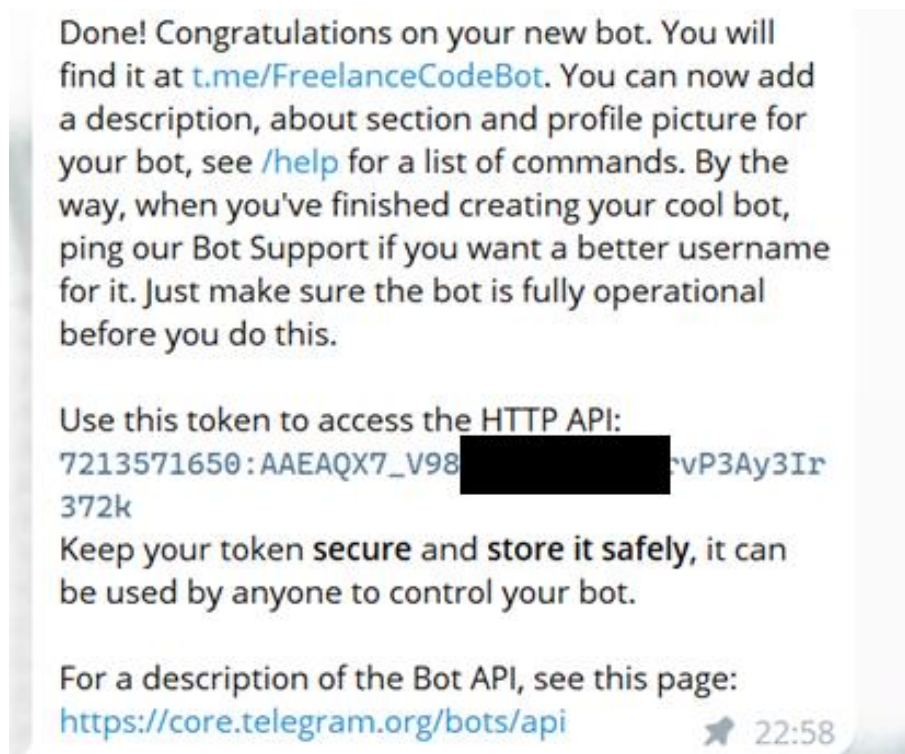 Done! Congratulations on your new bot. You will
find it at t.me/FreelanceCodeBot. You can now add
a description, about section and profile picture for
your bot, see /help for a list of commands. By the
way, when you've finished creating your cool bot,
ping our Bot Support if you want a better username
for it. Just make sure the bot is fully operational
before you do this.

Use this token to access the HTTP API:
7213571650:AAEAQX7_V98 vP3Ay3Ir
372k
Keep your token secure and store it safely, it can
be used by anyone to control your bot.

For a description of the Bot API, see this page:
https://core.telegram.org/bots/api
22:58